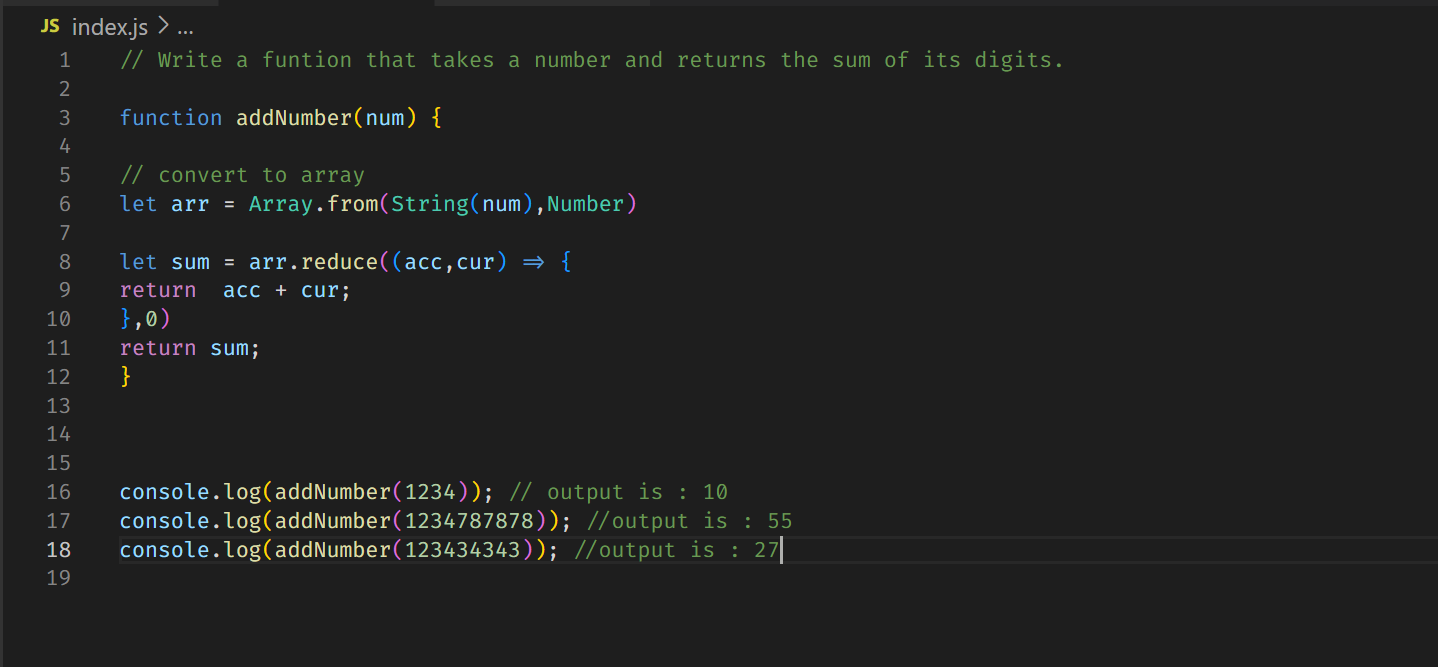 JS index.js > ...
1 // Write a funtion that takes a number and returns the sum of its digits.
2
3 function addNumber(num) {
4
5 // convert to array
6 let arr = Array.from(String(num),Number)
7
8 let sum = arr.reduce((acc,cur) ⇒ {
9 return  acc + cur;
10 },0)
11 return sum;
12 }
13
14
15
16 console.log(addNumber(1234)); // output is : 10
17 console.log(addNumber(1234787878)); //output is : 55
18 console.log(addNumber(123434343)); //output is : 27
19